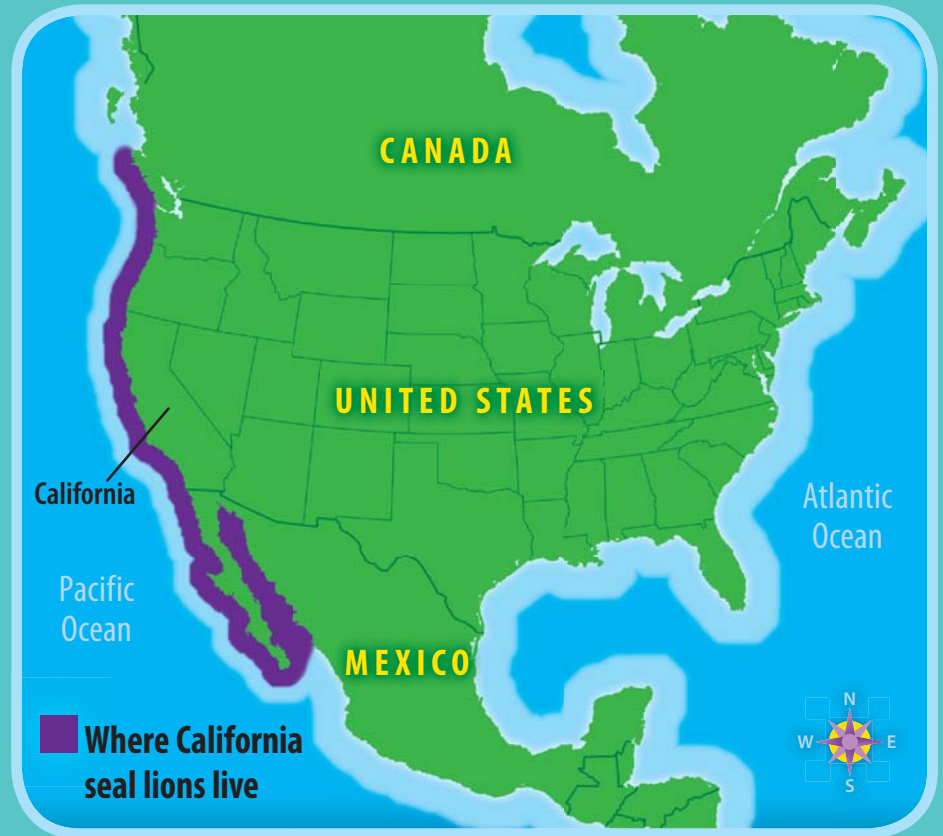 CANADA
UNITED STATES
California
Atlantic
Ocean
Pacific
Ocean
MEXICO
Where California
seal lions live
N
W E
S